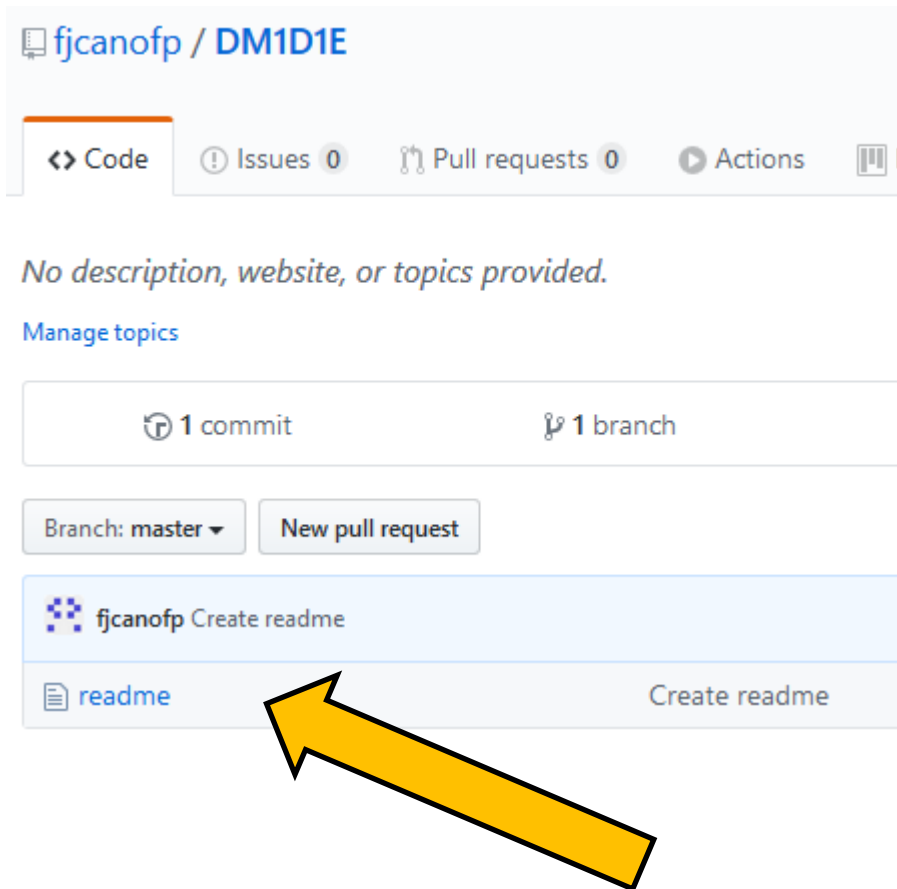 fjcanofp / DM1D1E
Code Issues 0 Pull requests 0 Actions
No description, website, or topics provided.
Manage topics
1 commit 1 branch
Branch: master New pull request
fjcanofp Create readme
readme Create readme